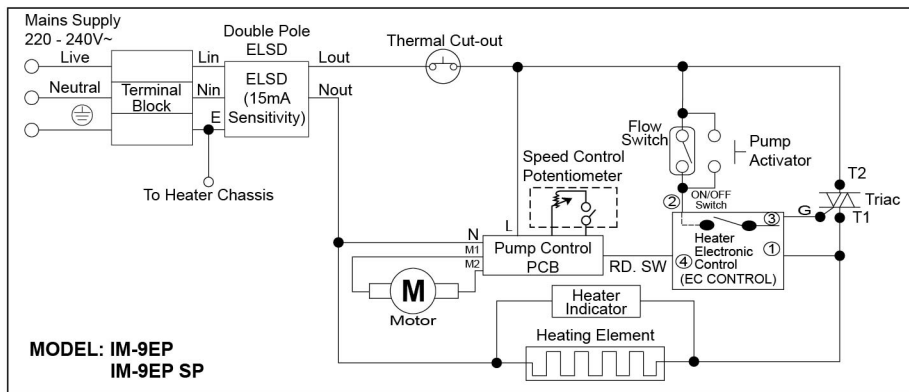 Mains Supply
220 - 240V~
Live
Neutral
Terminal
Block
Lin
Nin
E
To Heater Chassis
Double Pole
ELSD
ELSD
(15mA
Sensitivity)
Lout
Nout
Thermal Cut-out
Flow
Switch
Pump
Activator
Speed Control
Potentiometer
ON/OFF
Switch
T2
Triac
T1
G
②
③
①
④
Heater
Electronic
Control
(EC CONTROL)
L
N
M1
M2
Pump Control
PCB
RD. SW
M
Motor
Heater
Indicator
Heating Element
MODEL: IM-9EP
IM-9EP SP